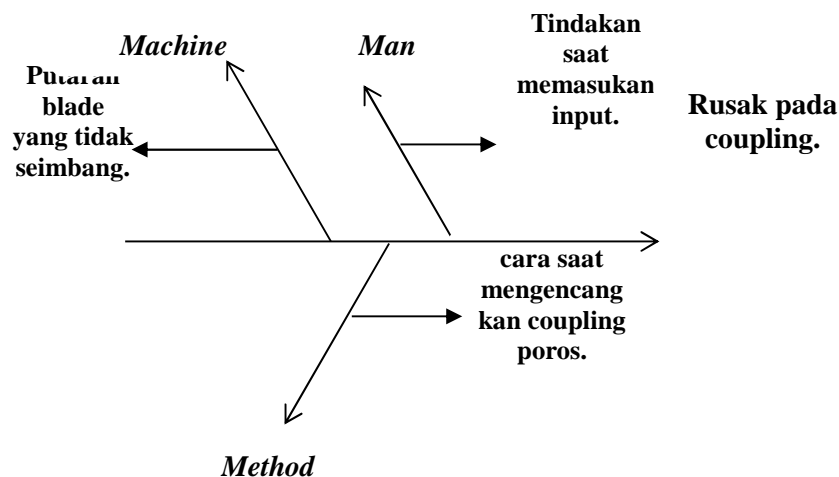 Machine
Man
Tindakan
saat
memasukan
input.
Putaran
blade
yang tidak
seimbang.
Rusak pada
coupling.
cara saat
mengencang
kan coupling
poros.
Method